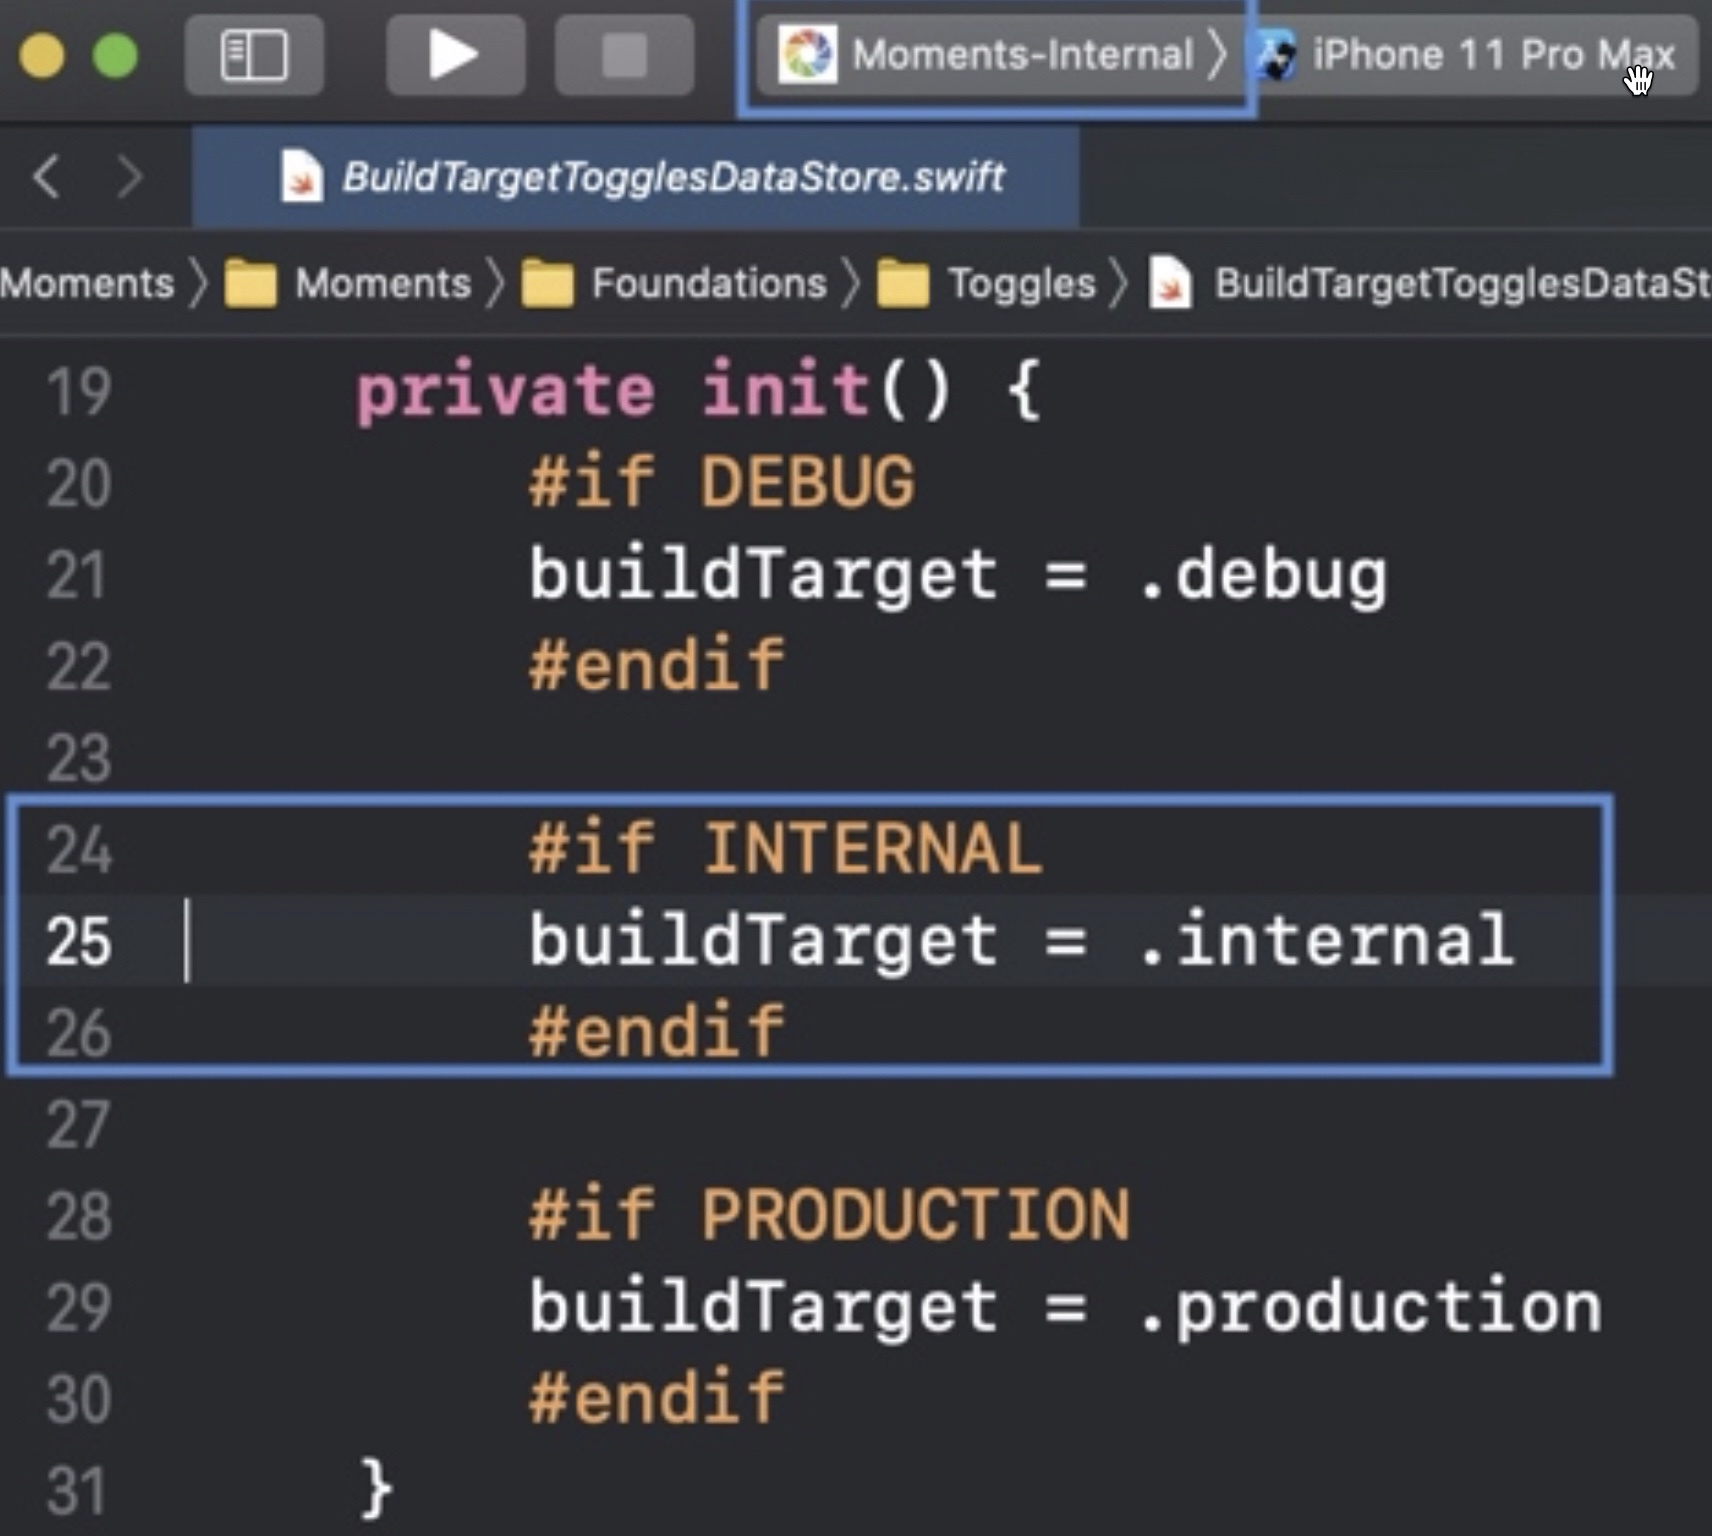 Moments-Internal 〉 iPhone 11 Pro Max
BuildTargetTogglesDataStore.swift
Moments 〉 Moments 〉 Foundations 〉 Toggles 〉 BuildTargetTogglesDataSt
19 private init() {
20 #if DEBUG
21 buildTarget = .debug
22 #endif
23
24 #if INTERNAL
25 buildTarget = .internal
26 #endif
27
28 #if PRODUCTION
29 buildTarget = .production
30 #endif
31 }